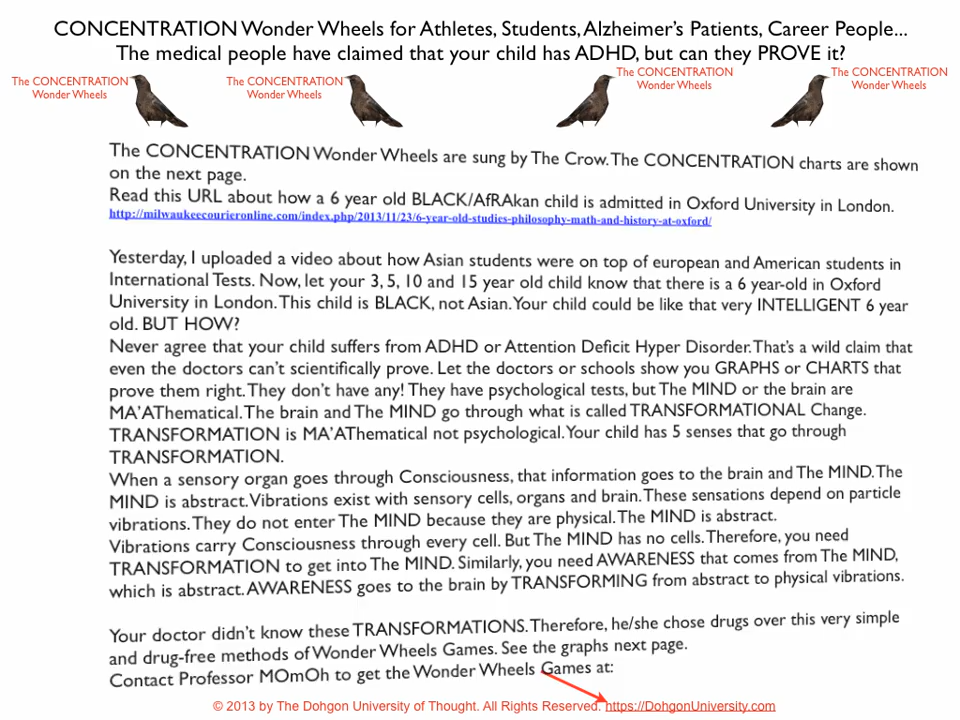 CONCENTRATION Wonder Wheels for Athletes, Students, Alzheimer's Patients, Career People...
The medical people have claimed that your child has ADHD, but can they PROVE it?
The CONCENTRATION
Wonder Wheels
The CONCENTRATION
Wonder Wheels
The CONCENTRATION
Wonder Wheels
The CONCENTRATION
Wonder Wheels
The CONCENTRATION Wonder Wheels are sung by The Crow. The CONCENTRATION charts are shown
on the next page.
Read this URL about how a 6 year old BLACK/AfRAkan child is admitted in Oxford University in London.
http://milwaukeecourieronline.com/index.php/2013/11/23/6-year-old-studies-philosophy-math-and-history-at-oxford/
Yesterday, I uploaded a video about how Asian students were on top of european and American students in
International Tests. Now, let your 3, 5, 10 and 15 year old child know that there is a 6 year-old in Oxford
University in London. This child is BLACK, not Asian. Your child could be like that very INTELLIGENT 6 year
old. BUT HOW?
Never agree that your child suffers from ADHD or Attention Deficit Hyper Disorder. That's a wild claim that
even the doctors can't scientifically prove. Let the doctors or schools show you GRAPHS or CHARTS that
prove them right. They don't have any! They have psychological tests, but The MIND or the brain are
MA'AThematical. The brain and The MIND go through what is called TRANSFORMATIONAL Change.
TRANSFORMATION is MA'AThematical not psychological. Your child has 5 senses that go through
TRANSFORMATION.
When a sensory organ goes through Consciousness, that information goes to the brain and The MIND. The
MIND is abstract. Vibrations exist with sensory cells, organs and brain. These sensations depend on particle
vibrations. They do not enter The MIND because they are physical. The MIND is abstract.
Vibrations carry Consciousness through every cell. But The MIND has no cells. Therefore, you need
TRANSFORMATION to get into The MIND. Similarly, you need AWARENESS that comes from The MIND,
which is abstract. AWARENESS goes to the brain by TRANSFORMING from abstract to physical vibrations.
Your doctor didn't know these TRANSFORMATIONS. Therefore, he/she chose drugs over this very simple
and drug-free methods of Wonder Wheels Games. See the graphs next page.
Contact Professor MOmOh to get the Wonder Wheels Games at:
© 2013 by The Dohgon University of Thought. All Rights Reserved. https://DohgonUniversity.com